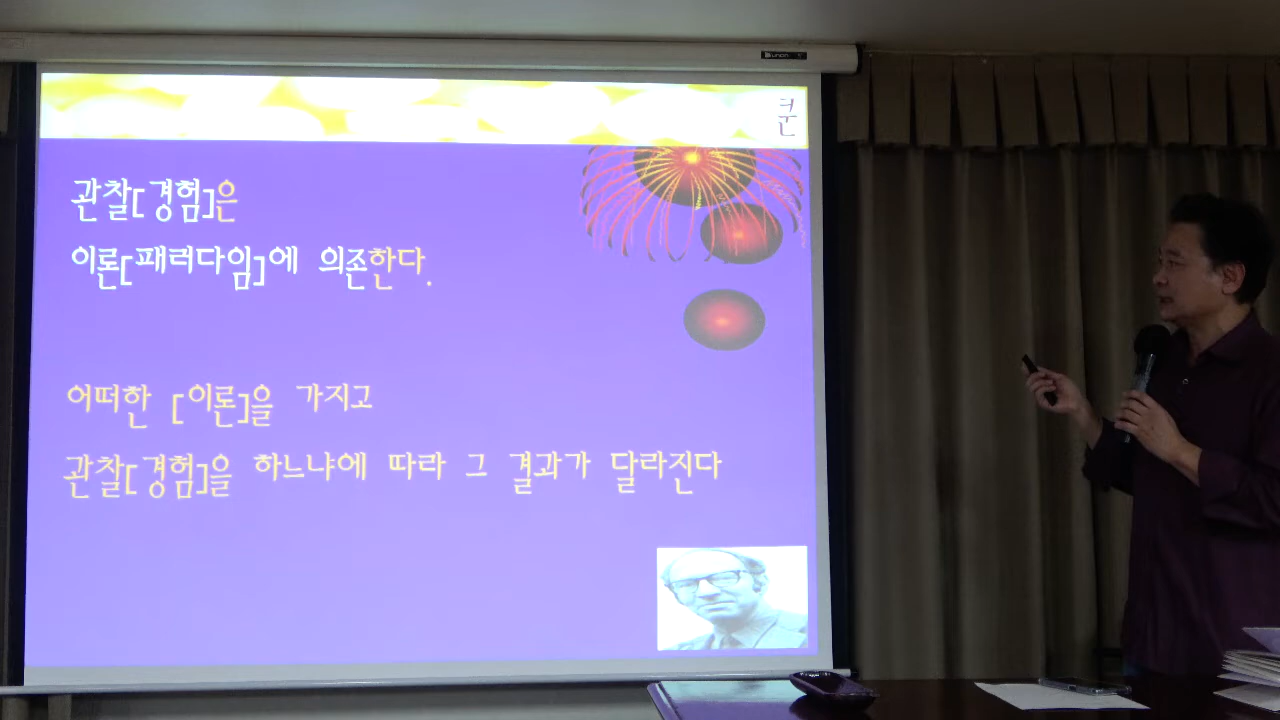 쿤
관찰[경험]은
이론[패러다임]에 의존한다.
어떠한 [이론]을 가지고
관찰[경험]을 하느냐에 따라 그 결과가 달라진다